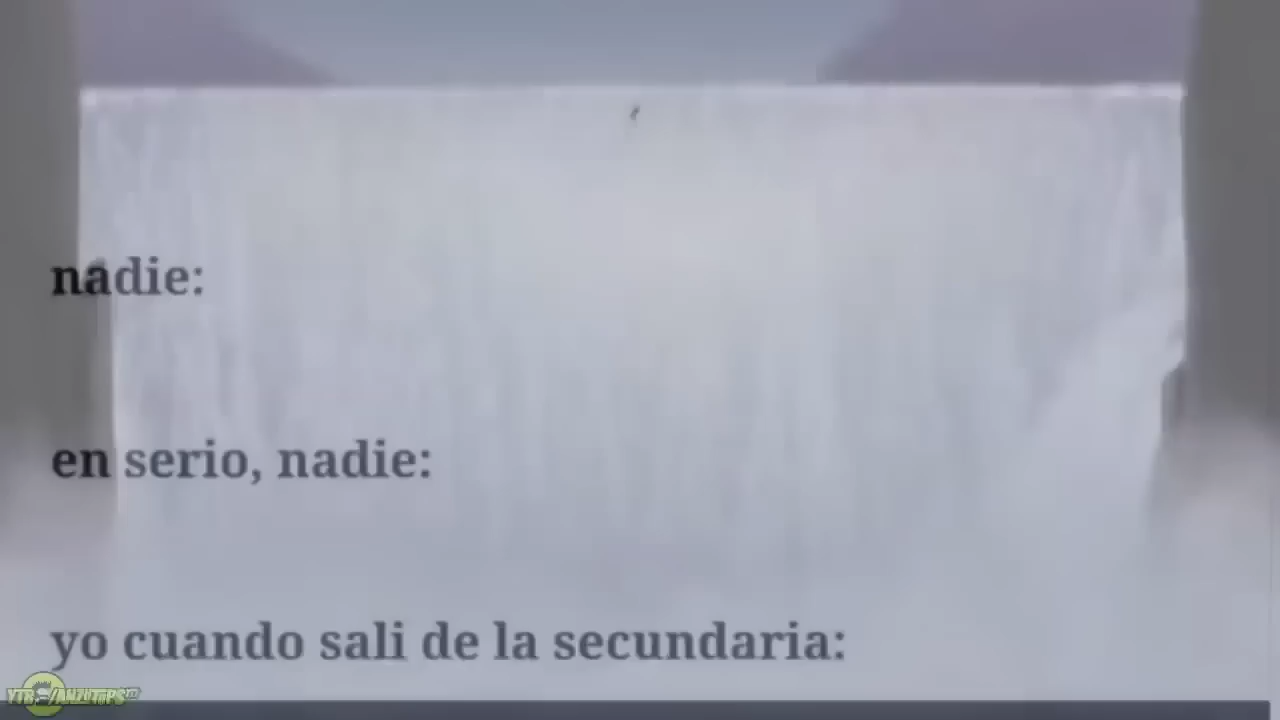 nadie:
en serio, nadie:
yo cuando sali de la secundaria: